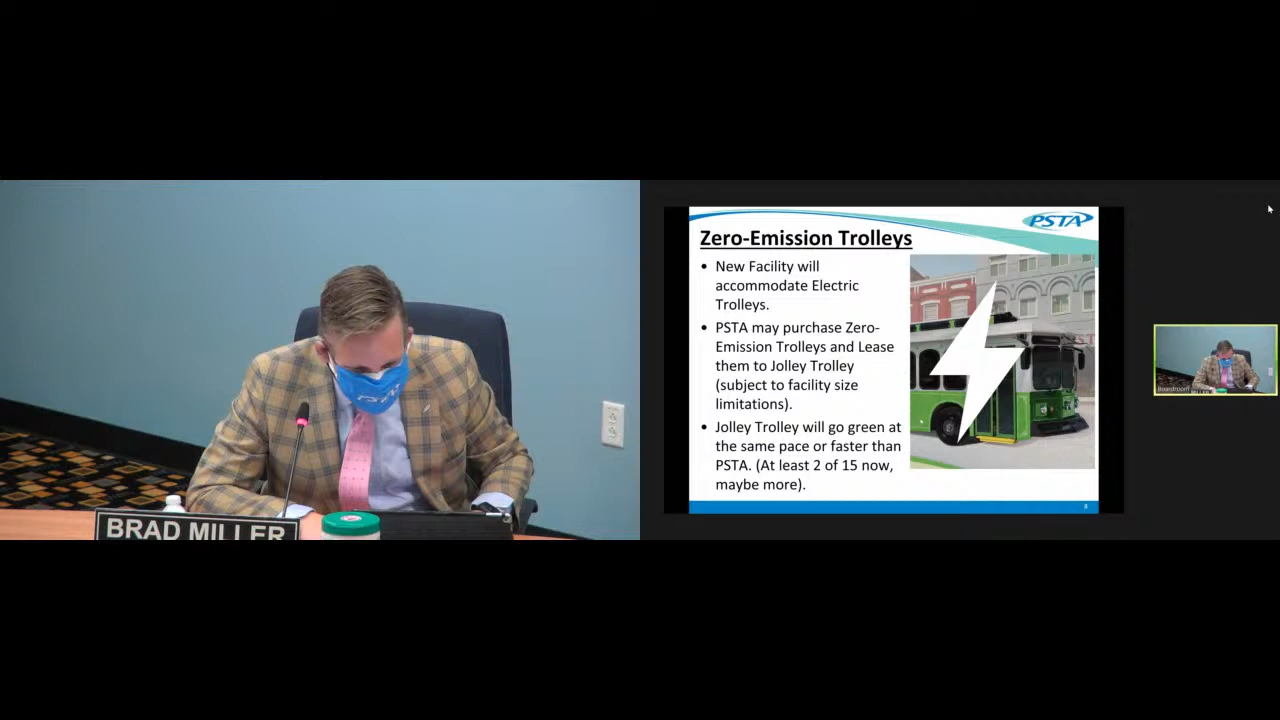 PSTA
BRAD MILLER
PSTA
Zero-Emission Trolleys
• New Facility will
accommodate Electric
Trolleys.
• PSTA may purchase Zero-
Emission Trolleys and Lease
them to Jolley Trolley
(subject to facility size
limitations).
• Jolley Trolley will go green at
the same pace or faster than
PSTA. (At least 2 of 15 now,
maybe more).
8
Boardroom